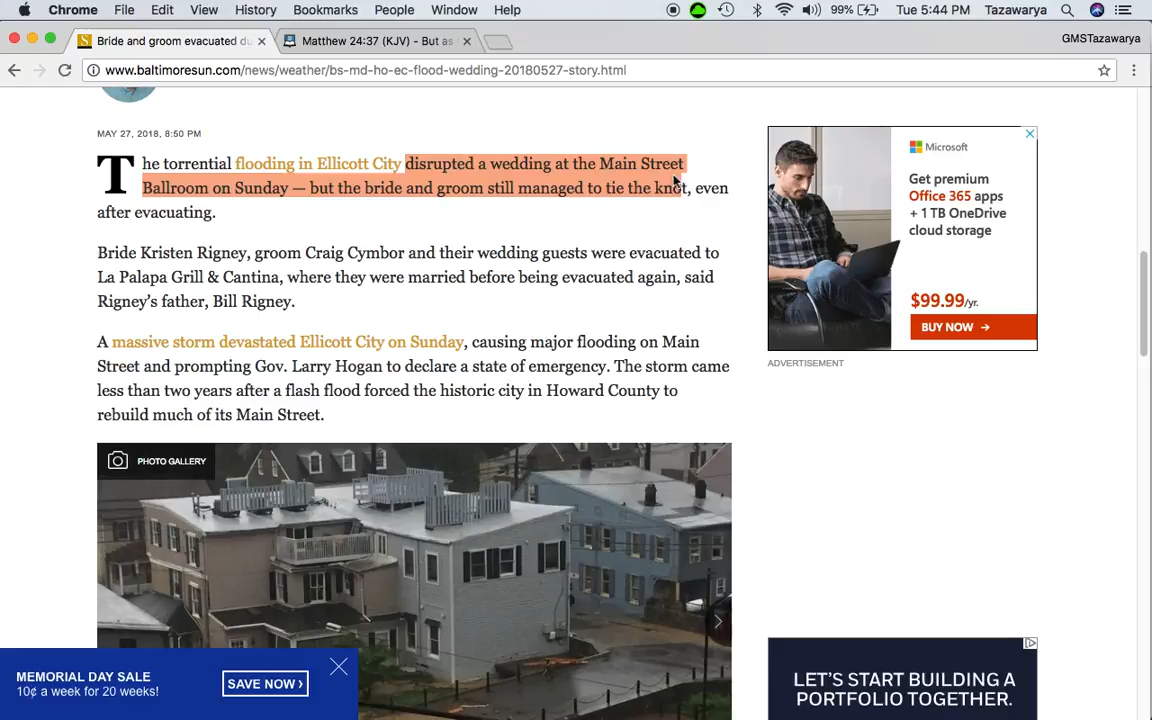 Chrome File Edit View History Bookmarks People Window Help 99% Tue 5:44 PM Tazawarya
Bride and groom evacuated du Matthew 24:37 (KJV) - But as GMSTazawarya
www.baltimoresun.com/news/weather/bs-md-ho-ec-flood-wedding-20180527-story.html
MAY 27, 2018, 8:50 PM
The torrential flooding in Ellicott City disrupted a wedding at the Main Street
Ballroom on Sunday — but the bride and groom still managed to tie the knot, even
after evacuating.
Bride Kristen Rigney, groom Craig Cymbor and their wedding guests were evacuated to
La Palapa Grill & Cantina, where they were married before being evacuated again, said
Rigney's father, Bill Rigney.
A massive storm devastated Ellicott City on Sunday, causing major flooding on Main
Street and prompting Gov. Larry Hogan to declare a state of emergency. The storm came
less than two years after a flash flood forced the historic city in Howard County to
rebuild much of its Main Street.
PHOTO GALLERY
Microsoft
Get premium
Office 365 apps
+ 1 TB OneDrive
cloud storage
$99.99/yr.
BUY NOW
ADVERTISEMENT
MEMORIAL DAY SALE
10¢ a week for 20 weeks!
SAVE NOW ›
LET'S START BUILDING A
PORTFOLIO TOGETHER.